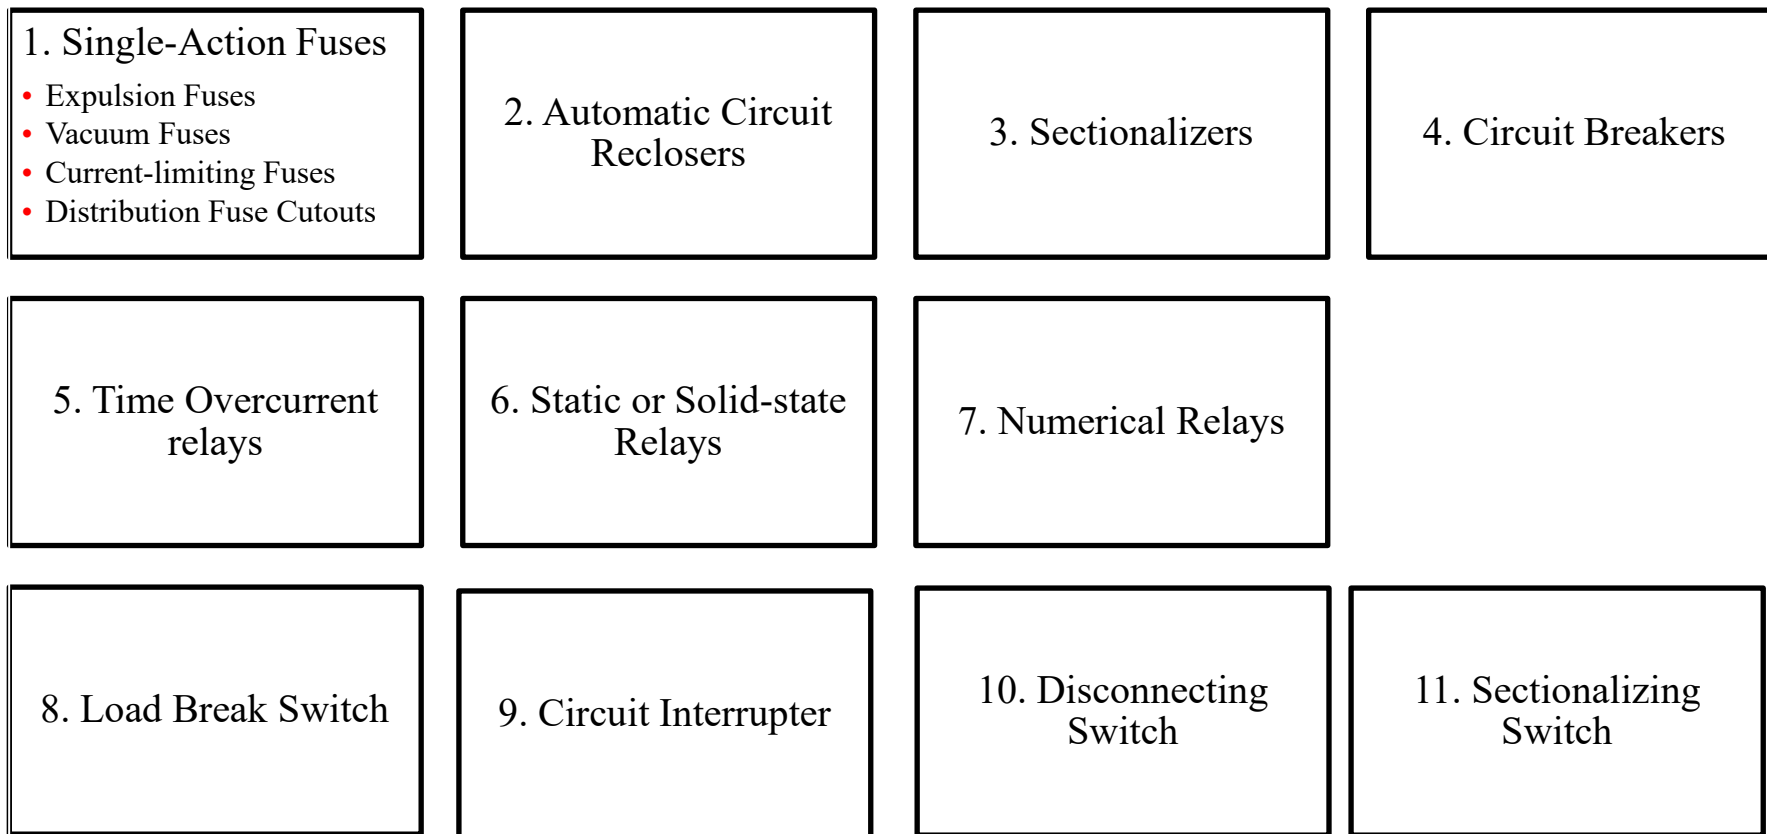 1. Single-Action Fuses
• Expulsion Fuses
• Vacuum Fuses
• Current-limiting Fuses
• Distribution Fuse Cutouts
2. Automatic Circuit
Reclosers
3. Sectionalizers
4. Circuit Breakers
5. Time Overcurrent
relays
6. Static or Solid-state
Relays
7. Numerical Relays
8. Load Break Switch
9. Circuit Interrupter
10. Disconnecting
Switch
11. Sectionalizing
Switch